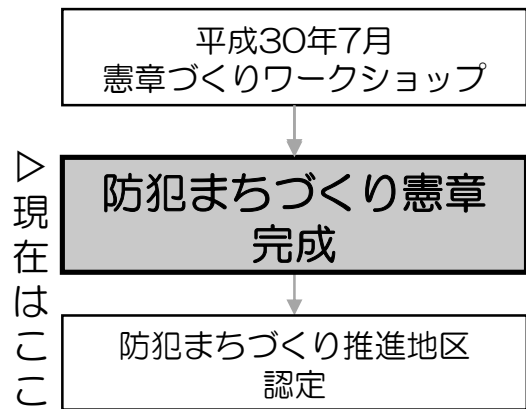 平成30年7月
憲章づくりワークショップ
▷現在はここ
防犯まちづくり憲章
完成
防犯まちづくり推進地区
認定